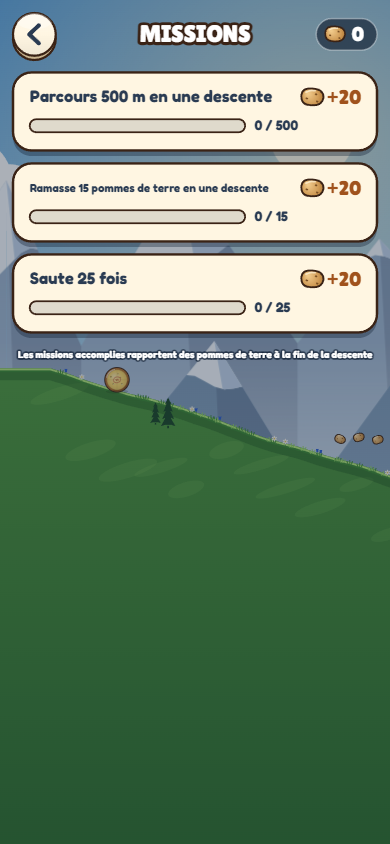 MISSIONS
0
Parcours 500 m en une descente
+20
0 / 500
Ramasse 15 pommes de terre en une descente
+20
0 / 15
Saute 25 fois
+20
0 / 25
Les missions accomplies rapportent des pommes de terre à la fin de la descente